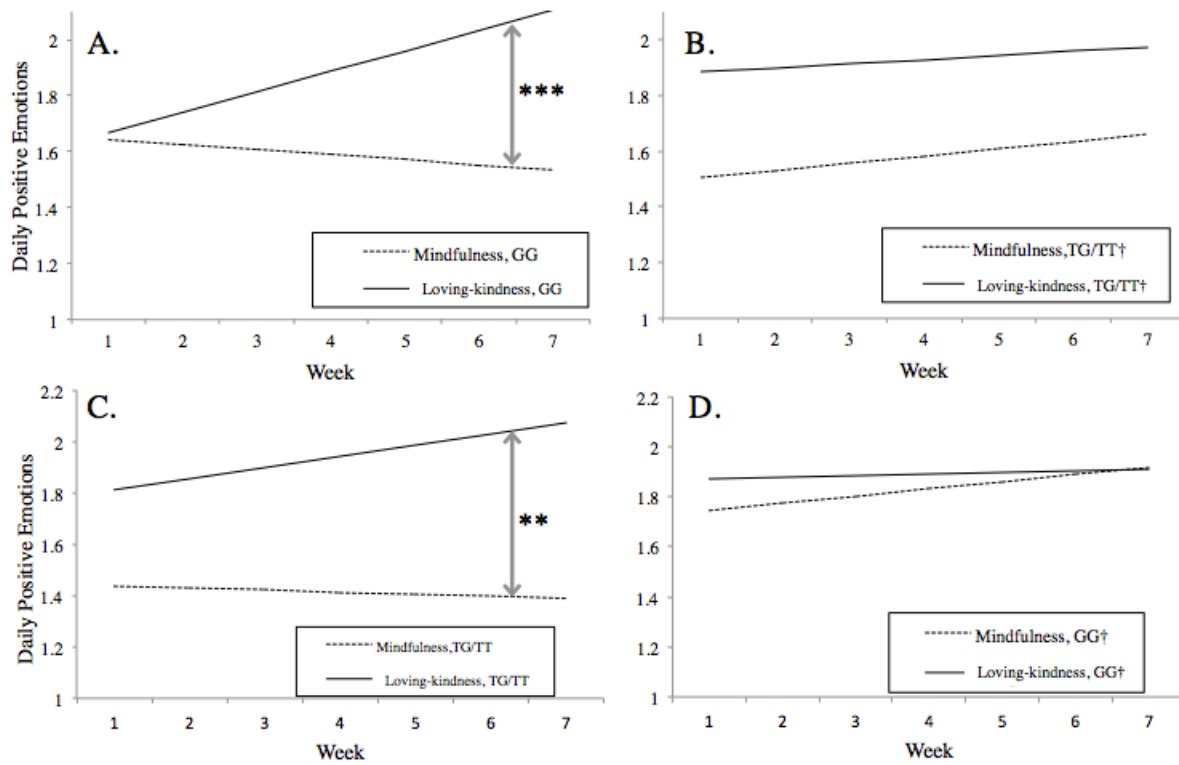 A.
Daily Positive Emotions
2
1.8
1.6
1.4
1.2
1
***
Mindfulness, GG
Loving-kindness, GG
1 2 3 4 5 6 7
Week
B.
2
1.8
1.6
1.4
1.2
1
Mindfulness,TG/TT†
Loving-kindness, TG/TT†
1 2 3 4 5 6 7
Week
C.
Daily Positive Emotions
2.2
2
1.8
1.6
1.4
1.2
1
**
Mindfulness,TG/TT
Loving-kindness, TG/TT
1 2 3 4 5 6 7
Week
D.
2.2
2
1.8
1.6
1.4
1.2
1
Mindfulness, GG†
Loving-kindness, GG†
1 2 3 4 5 6 7
Week